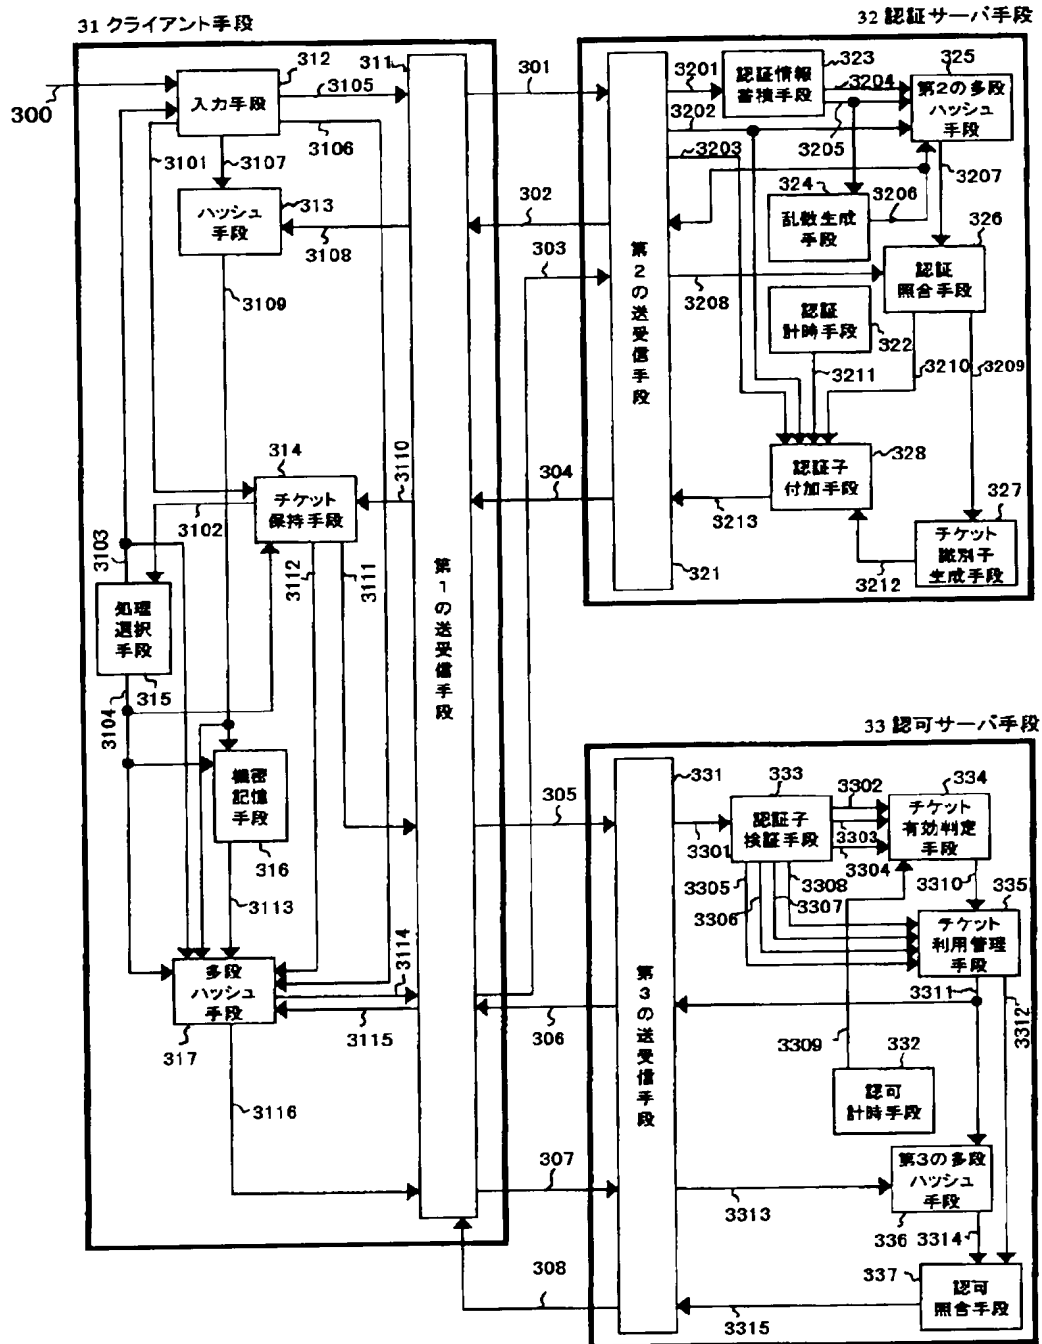 31 クライアント手段
32 認証サーバ手段
300
312
入力手段
3105
311
3101
3107
3106
ハッシュ
手段
313
3108
3109
301
302
303
323
認証情報
蓄積手段
3201
3202
3203
3204
3205
325
第2の多段
ハッシュ
手段
324
乱数生成
手段
3206
3207
326
認証
照合手段
3208
認証
計時手段
322
3211
3210
3209
第2の送受信手段
認証子
付加手段
328
3213
3212
327
チケット
識別子
生成手段
321
304
314
チケット
保持手段
3110
3102
3103
3112
3111
処理
選択
手段
315
3104
第1の送受信手段
機密
記憶
手段
316
3113
3114
多段
ハッシュ
手段
3115
317
3116
305
306
307
308
33 認可サーバ手段
331
333
認証子
検証手段
3301
3302
3303
3304
334
チケット
有効判定
手段
3305
3306
3307
3308
3310
335
チケット
利用管理
手段
3311
3312
3309
332
認可
計時手段
第3の送受信手段
第3の多段
ハッシュ
手段
3313
336
3314
337
認可
照合手段
3315